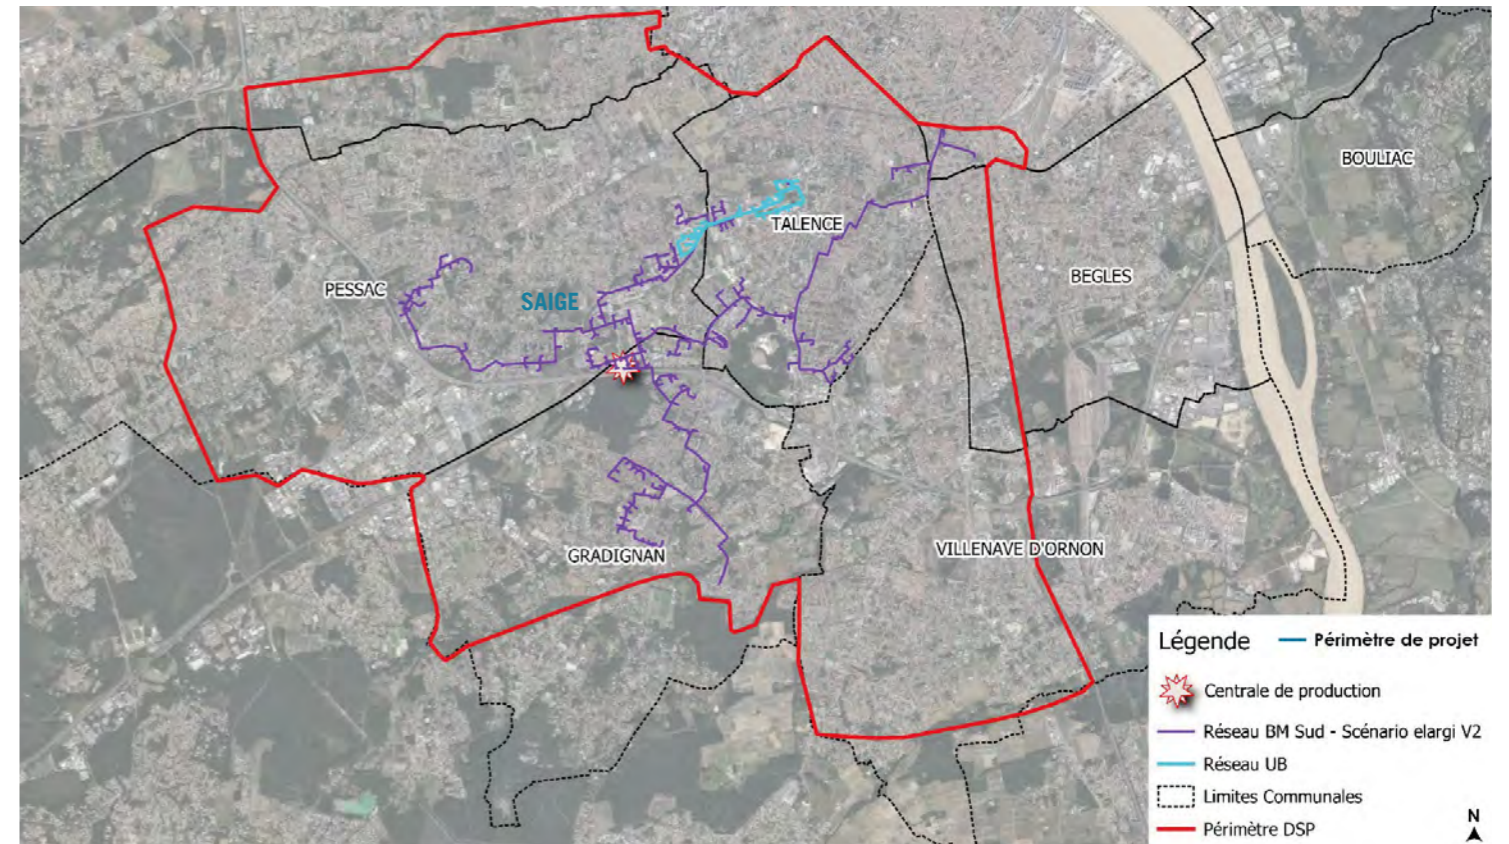 BOULIAC
TALENCE
BEGLES
PESSAC
SAIGE
GRADIGNAN
VILLENAVE D'ORNON
Légende
Périmètre de projet
Centrale de production
Réseau BM Sud - Scénario elargi V2
Réseau UB
Limites Communales
Périmètre DSP
N